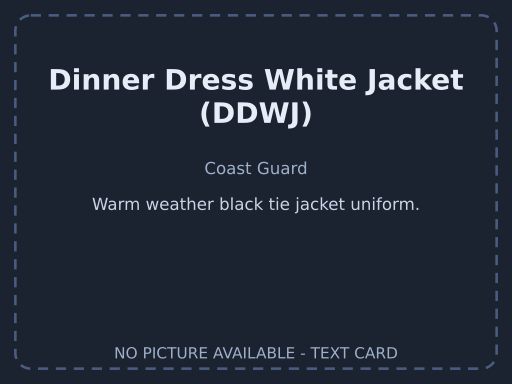 Dinner Dress White Jacket
(DDWJ)
Coast Guard
Warm weather black tie jacket uniform.
NO PICTURE AVAILABLE - TEXT CARD